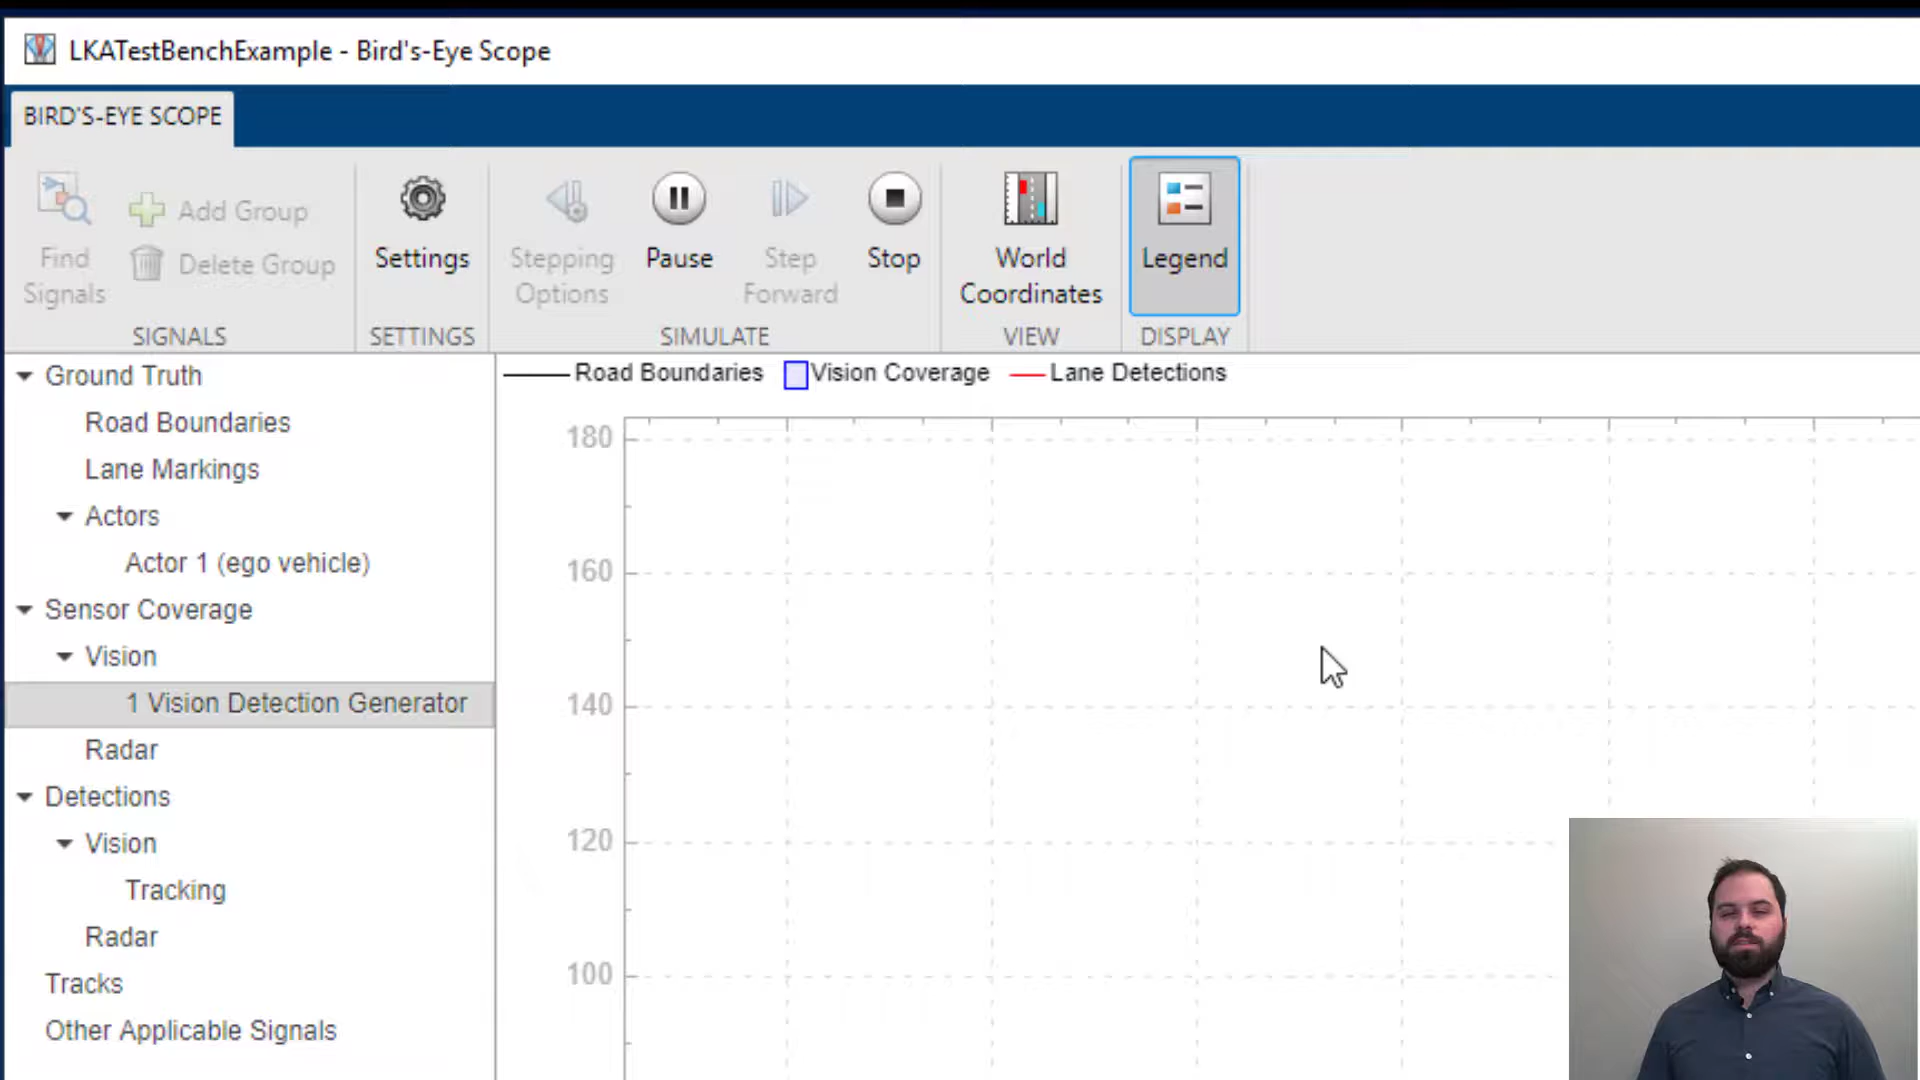 LKATestBenchExample - Bird's-Eye Scope
BIRD'S-EYE SCOPE
Find Signals
Add Group
Delete Group
SIGNALS
Settings
SETTINGS
Stepping Options
Pause
Step Forward
Stop
SIMULATE
World Coordinates
VIEW
Legend
DISPLAY
Ground Truth
Road Boundaries
Lane Markings
Actors
Actor 1 (ego vehicle)
Sensor Coverage
Vision
1 Vision Detection Generator
Radar
Detections
Vision
Tracking
Radar
Tracks
Other Applicable Signals
Road Boundaries Vision Coverage Lane Detections
180
160
140
120
100